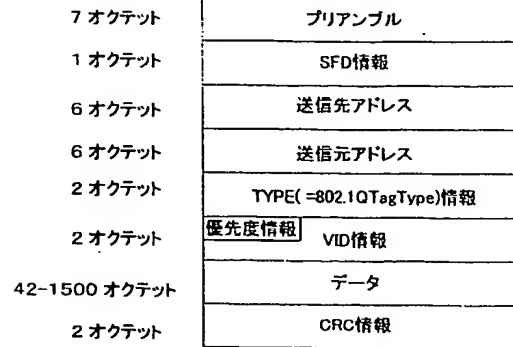 7 オクテット プリアンブル
1 オクテット SFD情報
6 オクテット 送信先アドレス
6 オクテット 送信元アドレス
2 オクテット TYPE( =802.1QTagType)情報
2 オクテット 優先度情報 VID情報
42-1500 オクテット データ
2 オクテット CRC情報